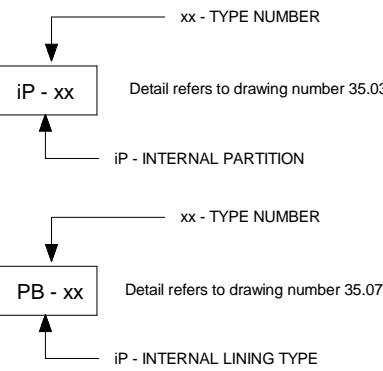 xx - TYPE NUMBER
iP - xx Detail refers to drawing number 35.03
iP - INTERNAL PARTITION
xx - TYPE NUMBER
PB - xx Detail refers to drawing number 35.07
iP - INTERNAL LINING TYPE